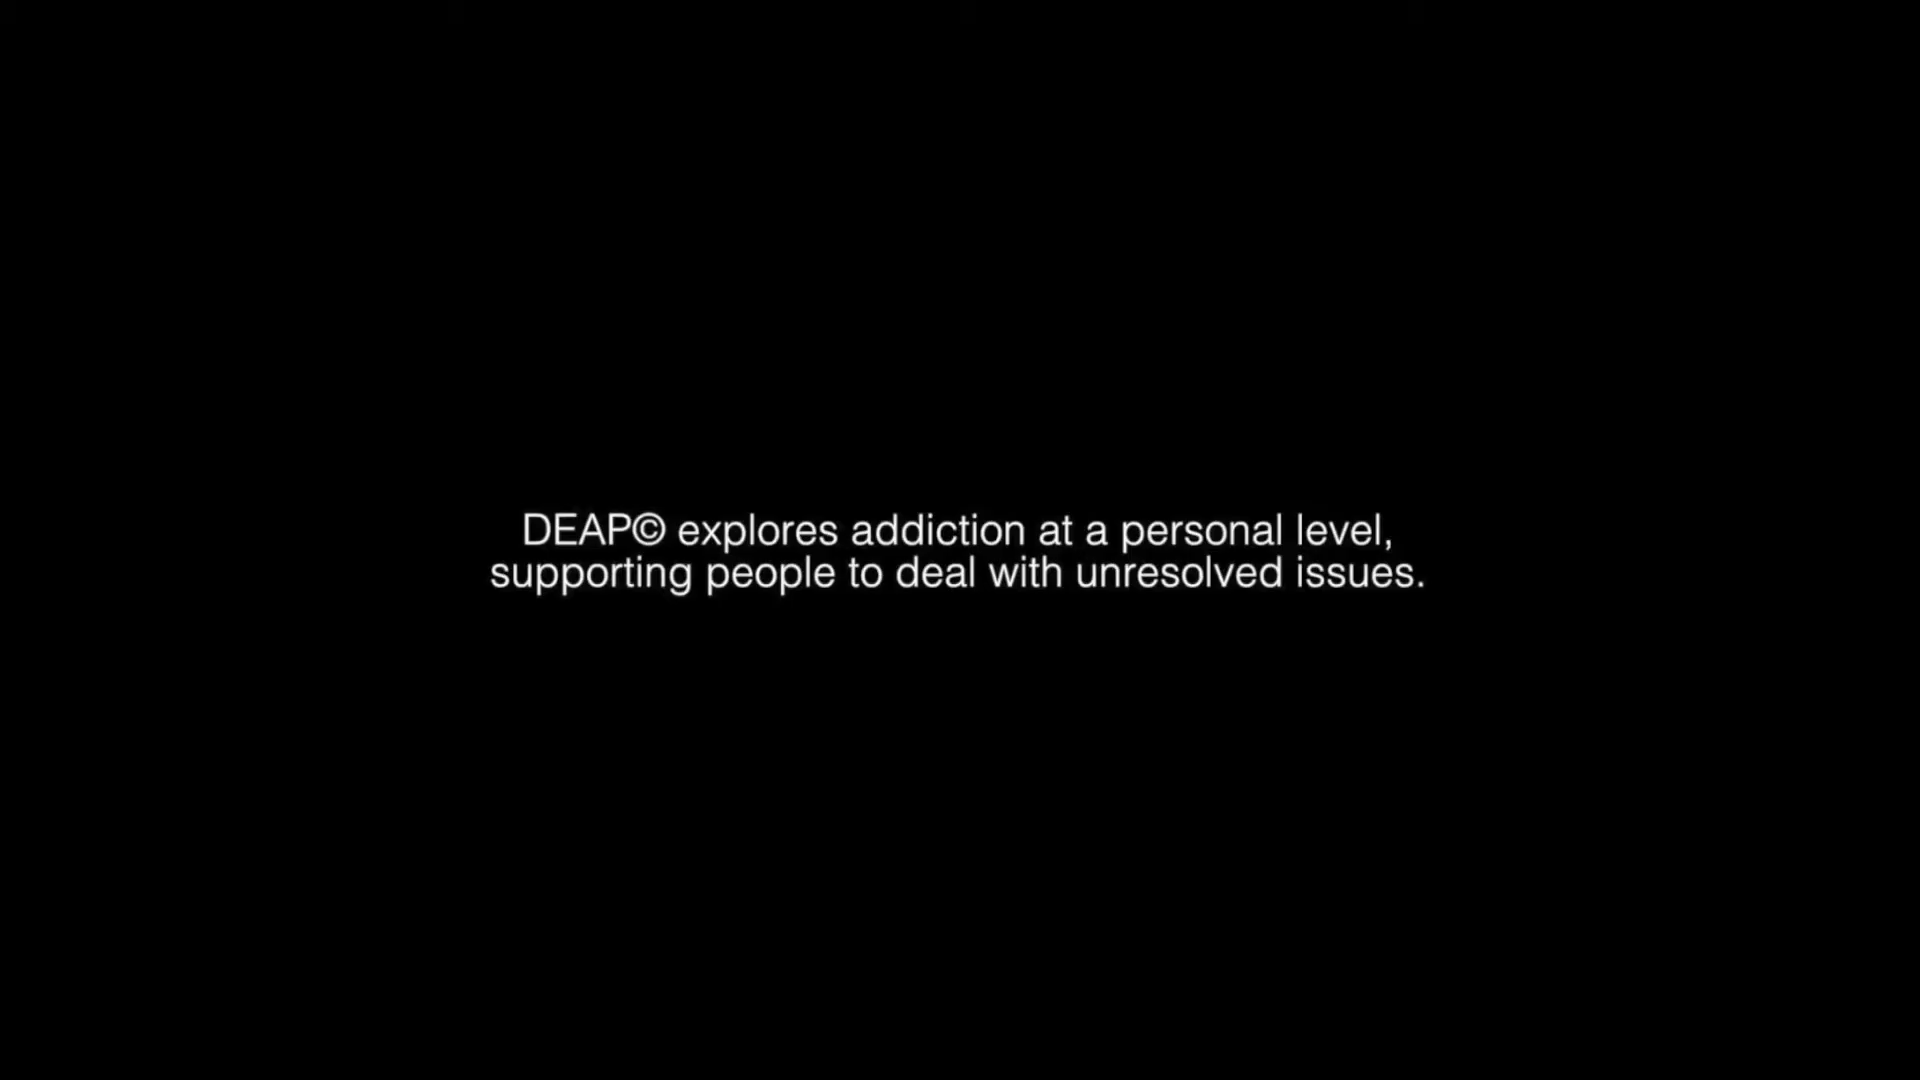 DEAP© explores addiction at a personal level,
supporting people to deal with unresolved issues.